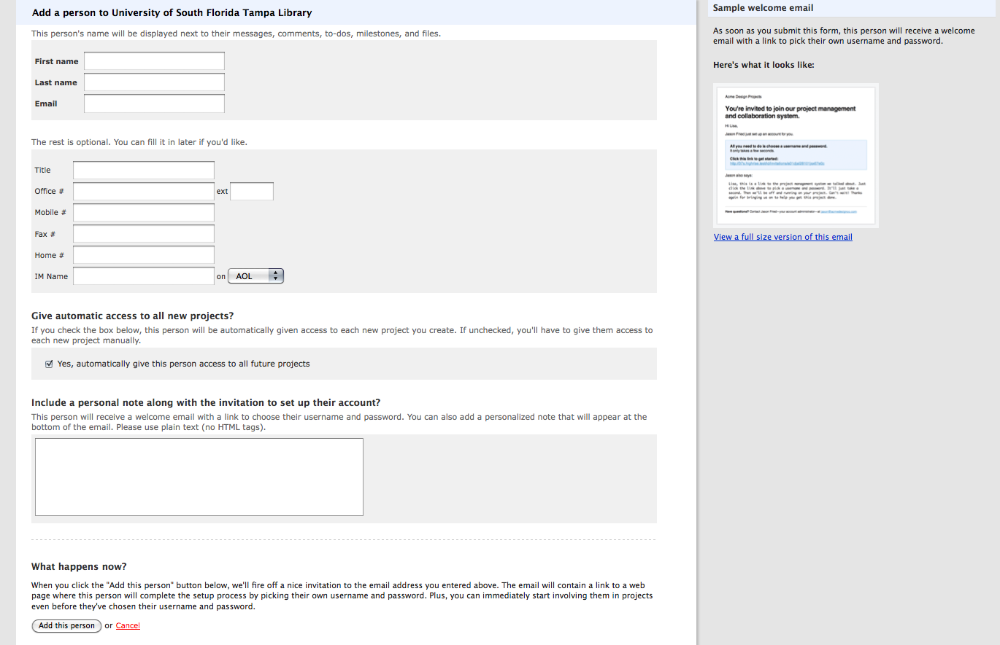 Add a person to University of South Florida Tampa Library
This person's name will be displayed next to their messages, comments, to-dos, milestones, and files.
First name
Last name
Email
The rest is optional. You can fill it in later if you'd like.
Title
Office #
ext
Mobile #
Fax #
Home #
IM Name
on
AOL
Give automatic access to all new projects?
If you check the box below, this person will be automatically given access to each new project you create. If unchecked, you'll have to give them access to
each new project manually.
Yes, automatically give this person access to all future projects
Include a personal note along with the invitation to set up their account?
This person will receive a welcome email with a link to choose their username and password. You can also add a personalized note that will appear at the
bottom of the email. Please use plain text (no HTML tags).
What happens now?
When you click the "Add this person" button below, we'll fire off a nice invitation to the email address you entered above. The email will contain a link to a web
page where this person will complete the setup process by picking their own username and password. Plus, you can immediately start involving them in projects
even before they've chosen their username and password.
Add this person or Cancel
Sample welcome email
As soon as you submit this form, this person will receive a welcome
email with a link to pick their own username and password.
Here's what it looks like:
Acme Design Projects
You're invited to join our project management
and collaboration system.
Hi Lisa,
Jason Fried just set up an account for you.
All you need to do is choose a username and password.
It only takes a few seconds.
Click this link to get started:
Jason also says:
Lisa, this is a link to the project management system we talked about. Just
click the link above to pick a username and password. It'll just take a
second. Then we'll be off and running on your project. Can't wait! Thanks
again for bringing us on to help you get this project done.
Have questions? Contact Jason Fried—your account administrator—at
View a full size version of this email